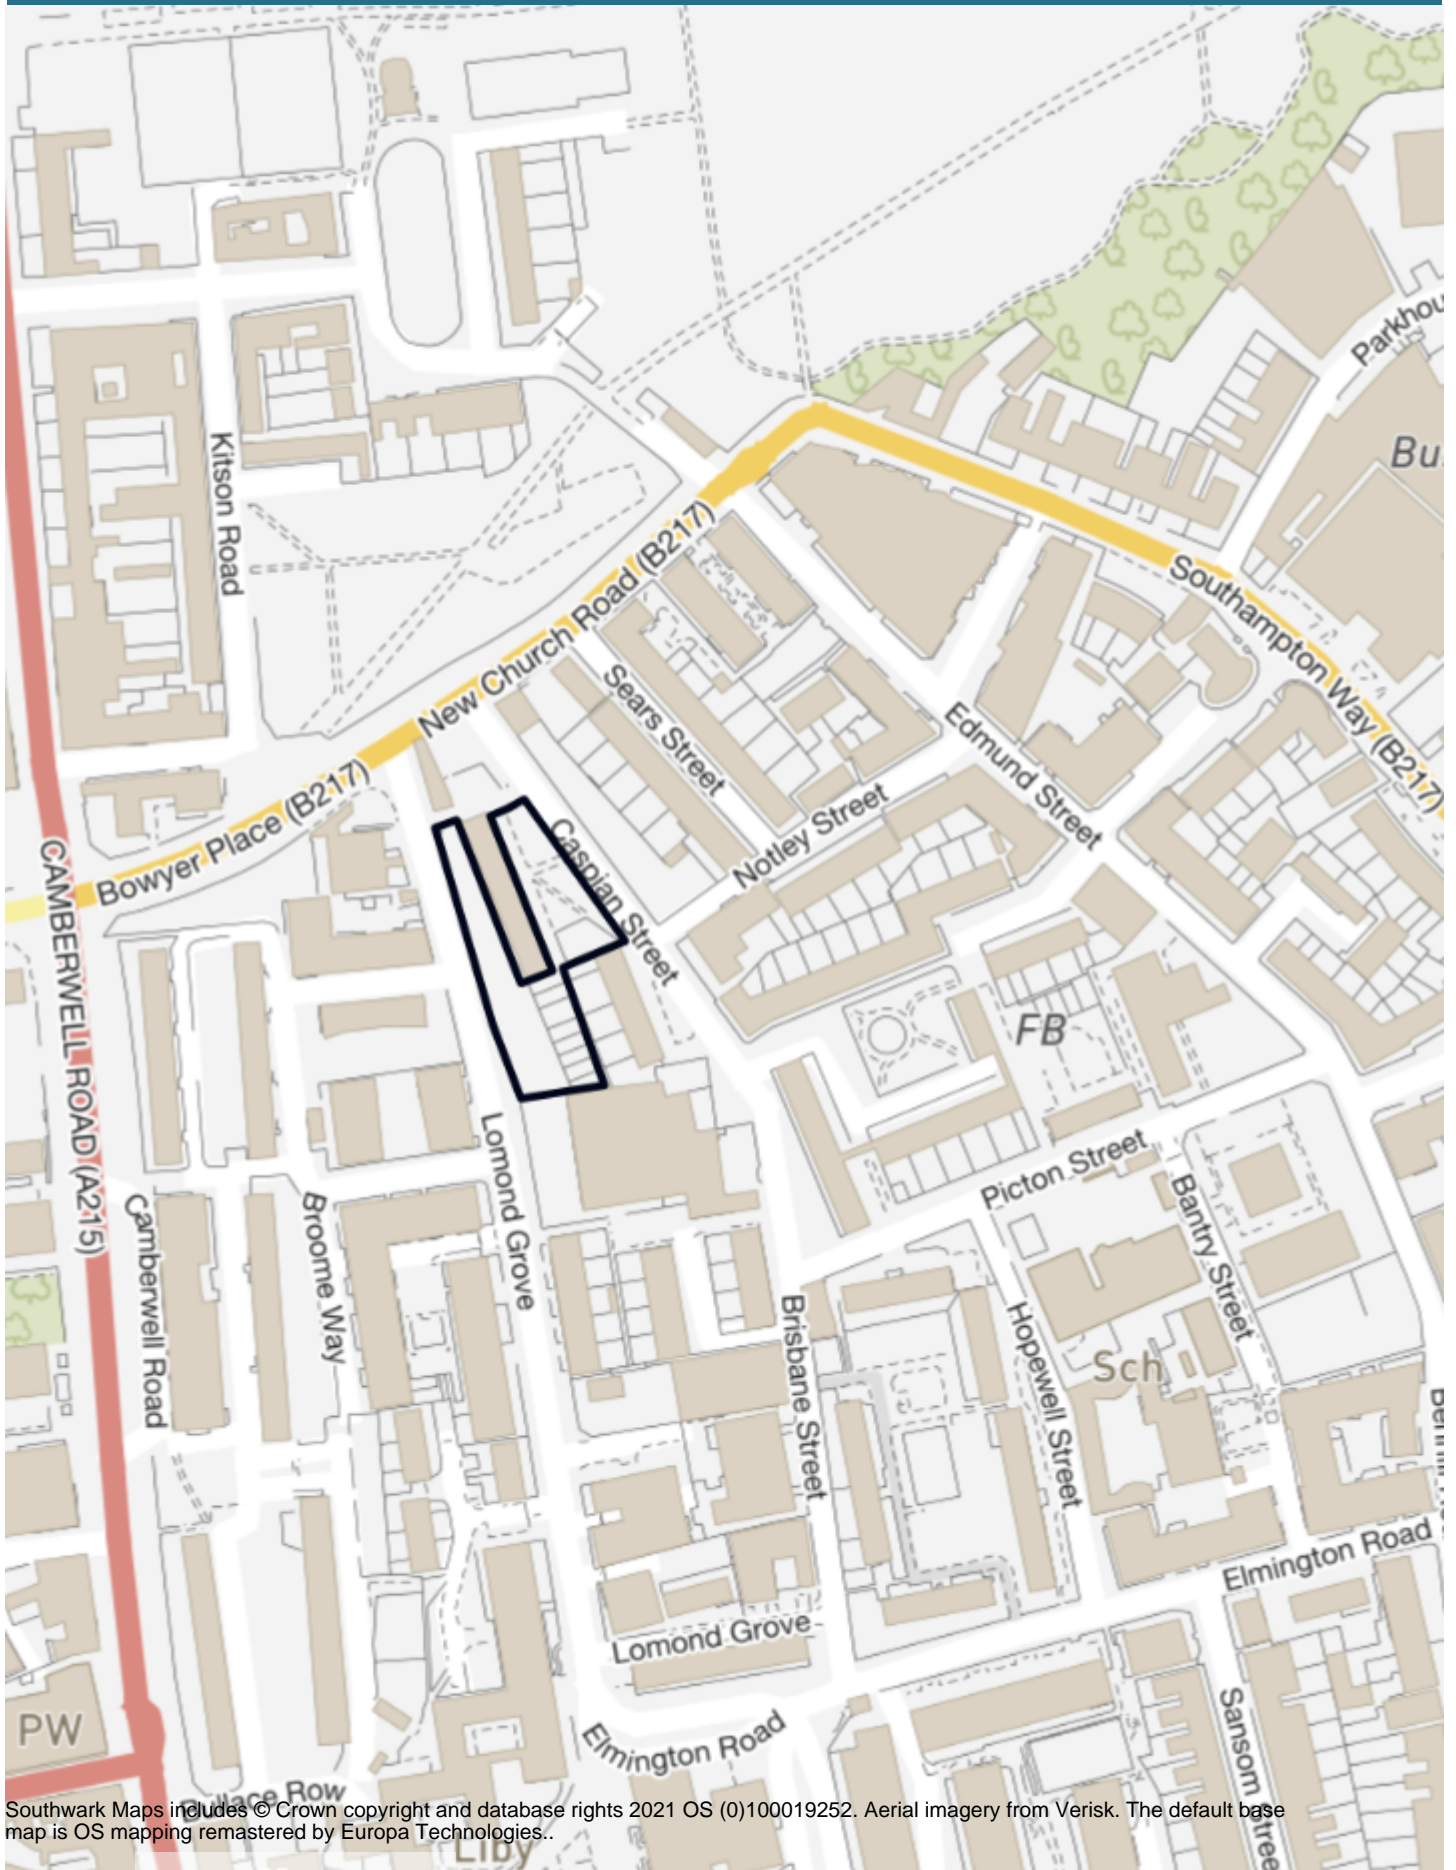 Parkhou
Bu
Kitson Road
New Church Road (B217)
Southampton Way (B217)
Sears Street
Edmund Street
Bowyer Place (B217)
Notley Street
Caspian Street
CAMBERWELL ROAD (A215)
FB
Lomond Grove
Picton Street
Bantry Street
Camberwell Road
Broome Way
Brisbane Street
Hopewell Street
Sch
Elmington Road
Lomond Grove
PW
Elmington Road
Sansom Stree
Southwark Maps includes © Crown copyright and database rights 2021 OS (0)100019252. Aerial imagery from Verisk. The default base
map is OS mapping remastered by Europa Technologies..